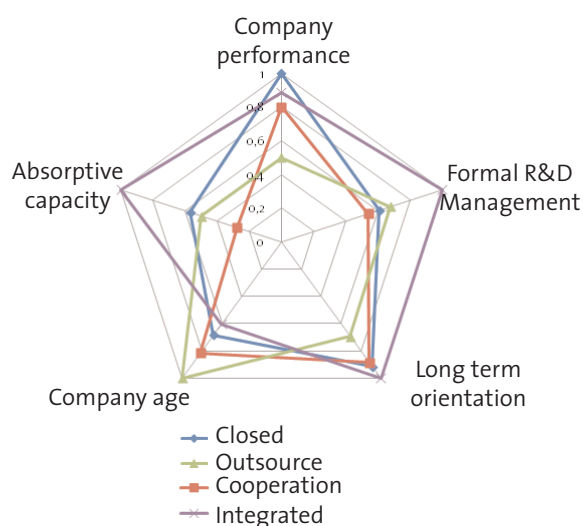 Company
performance
1
0,8
0,6
0,4
0,2
0
Absorptive
capacity
Formal R&D
Management
Company age
Long term
orientation
Closed
Outsource
Cooperation
Integrated